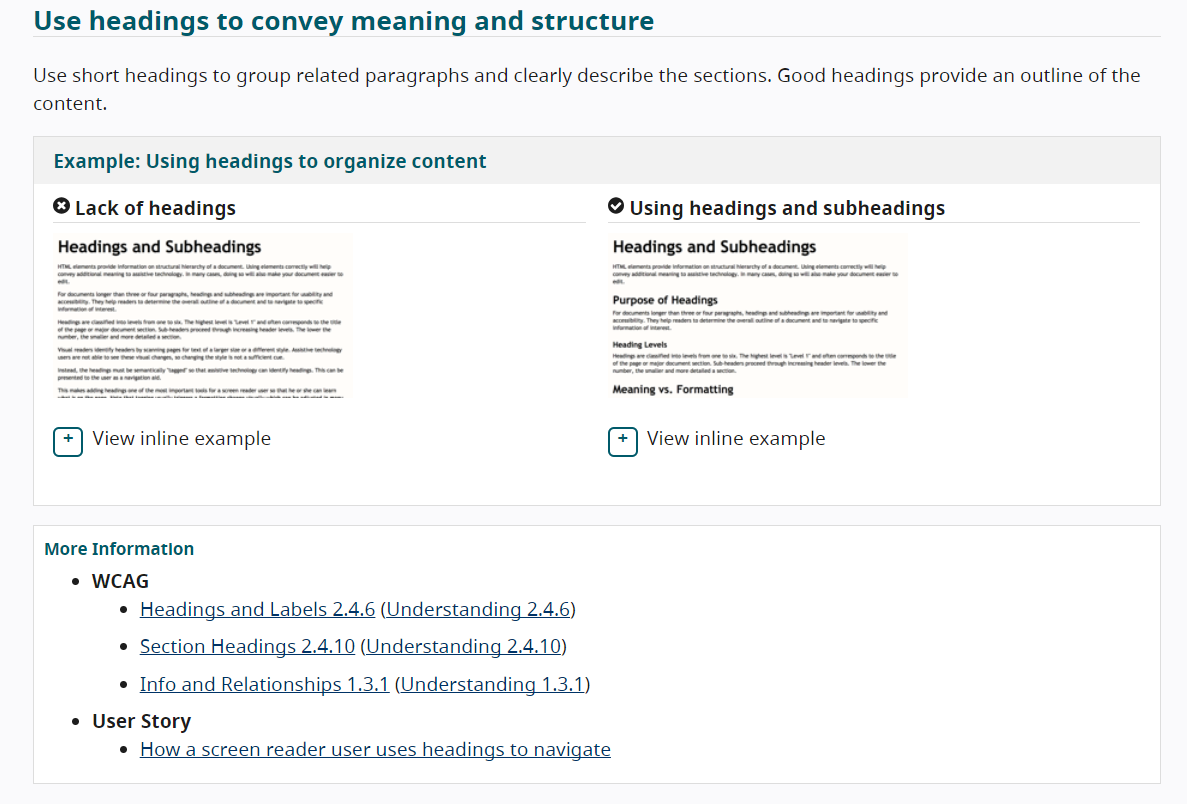 Use headings to convey meaning and structure
Use short headings to group related paragraphs and clearly describe the sections. Good headings provide an outline of the
content.
Example: Using headings to organize content
Lack of headings
Headings and Subheadings
HTML elements provide information on structural hierarchy of a document. Using elements correctly will help
convey additional meaning to assistive technology. In many cases, doing so will also make your document easier to
edit.
For documents longer than three or four paragraphs, headings and subheadings are important for usability and
accessibility. They help readers to determine the overall outline of a document and to navigate to specific
information of interest.
Headings are classified into levels from one to six. The highest level is "Level 1" and often corresponds to the title
of the page or major document section. Sub-headers proceed through increasing header levels. The lower the
number, the smaller and more detailed a section.
Visual readers identify headers by scanning pages for text of a larger size or a different style. Assistive technology
users are not able to see these visual changes, so changing the style is not a sufficient cue.
Instead, the headings must be semantically "tagged" so that assistive technology can identify headings. This can be
presented to the user as a navigation aid.
This makes adding headings one of the most important tools for a screen reader user so that he or she can learn
View inline example
Using headings and subheadings
Headings and Subheadings
HTML elements provide information on structural hierarchy of a document. Using elements correctly will help
convey additional meaning to assistive technology. In many cases, doing so will also make your document easier to
edit.
Purpose of Headings
For documents longer than three or four paragraphs, headings and subheadings are important for usability and
accessibility. They help readers to determine the overall outline of a document and to navigate to specific
information of interest.
Heading Levels
Headings are classified into levels from one to six. The highest level is "Level 1" and often corresponds to the title
of the page or major document section. Sub-headers proceed through increasing header levels. The lower the
number, the smaller and more detailed a section.
Meaning vs. Formatting
View inline example
More Information
WCAG
Headings and Labels 2.4.6 (Understanding 2.4.6)
Section Headings 2.4.10 (Understanding 2.4.10)
Info and Relationships 1.3.1 (Understanding 1.3.1)
User Story
How a screen reader user uses headings to navigate